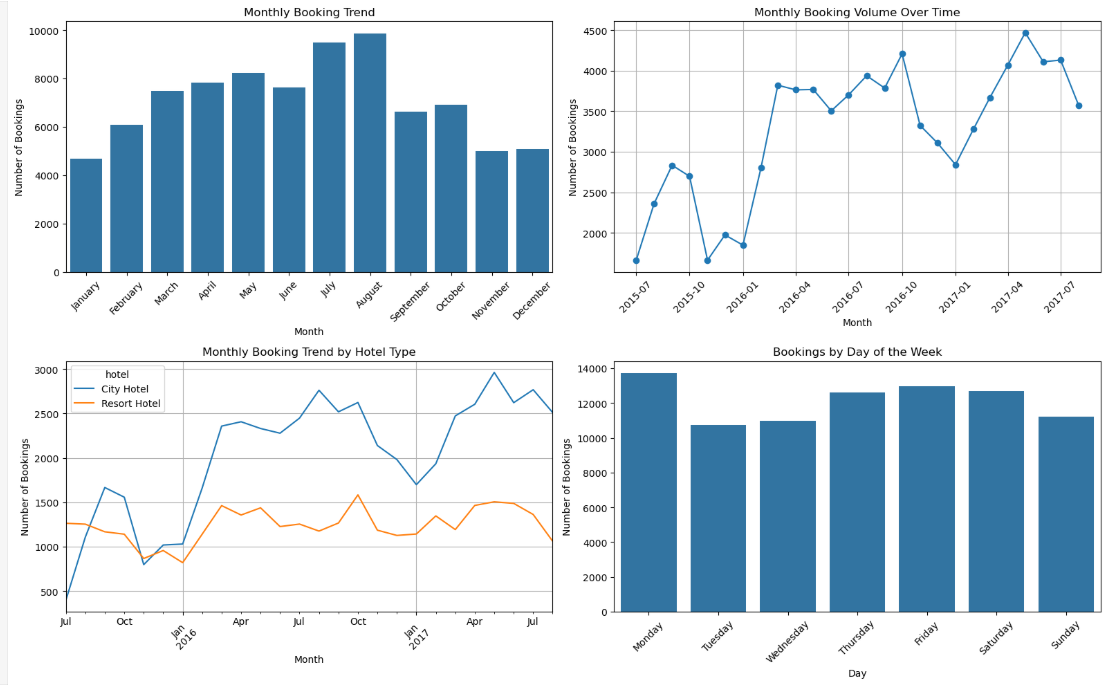 Monthly Booking Trend
Number of Bookings
10000
8000
6000
4000
2000
0
January February March April May June July August September October November December
Month
Monthly Booking Volume Over Time
Number of Bookings
4500
4000
3500
3000
2500
2000
2015-07 2015-10 2016-01 2016-04 2016-07 2016-10 2017-01 2017-04 2017-07
Month
Monthly Booking Trend by Hotel Type
Number of Bookings
3000
2500
2000
1500
1000
500
hotel
City Hotel
Resort Hotel
Jul Oct Jan Apr Jul Oct Jan Apr Jul
2016 2017
Month
Bookings by Day of the Week
Number of Bookings
14000
12000
10000
8000
6000
4000
2000
0
Monday Tuesday Wednesday Thursday Friday Saturday Sunday
Day